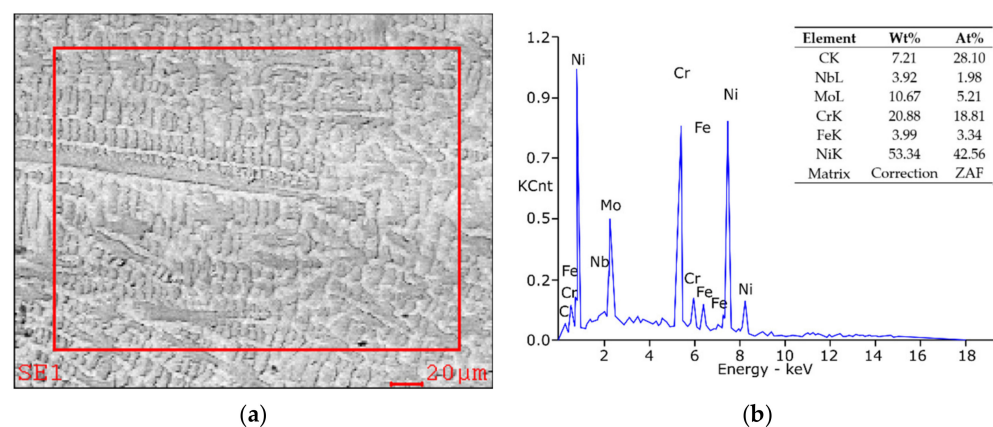 SE1
20μm
(a)
1.2
0.9
0.7
KCnt
0.5
0.2
0.0
Ni
Cr
Ni
Fe
Mo
Nb
Fe
Cr
C
Cr
Fe
Fe
Ni
2 4 6 8 10 12 14 16 18
Energy - keV
Element Wt% At%
CK 7.21 28.10
NbL 3.92 1.98
MoL 10.67 5.21
CrK 20.88 18.81
FeK 3.99 3.34
NiK 53.34 42.56
Matrix Correction ZAF
(b)